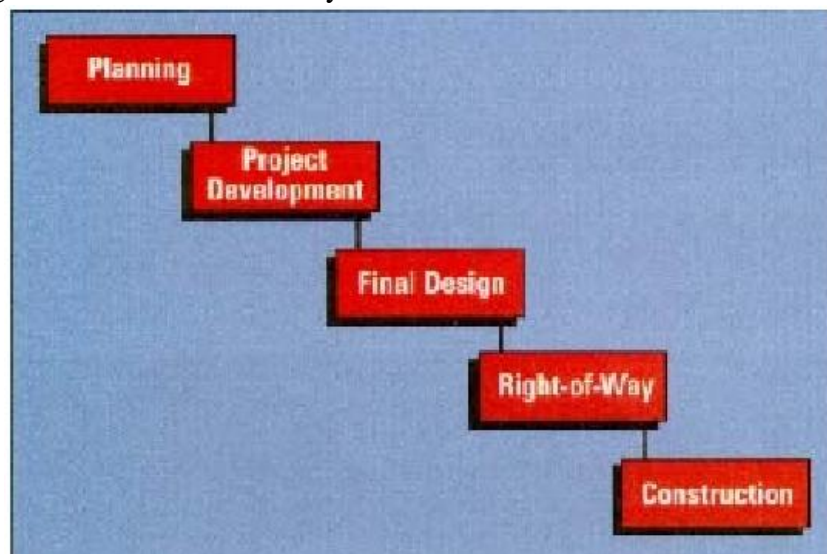 Planning
Project
Development
Final Design
Right-of-Way
Construction